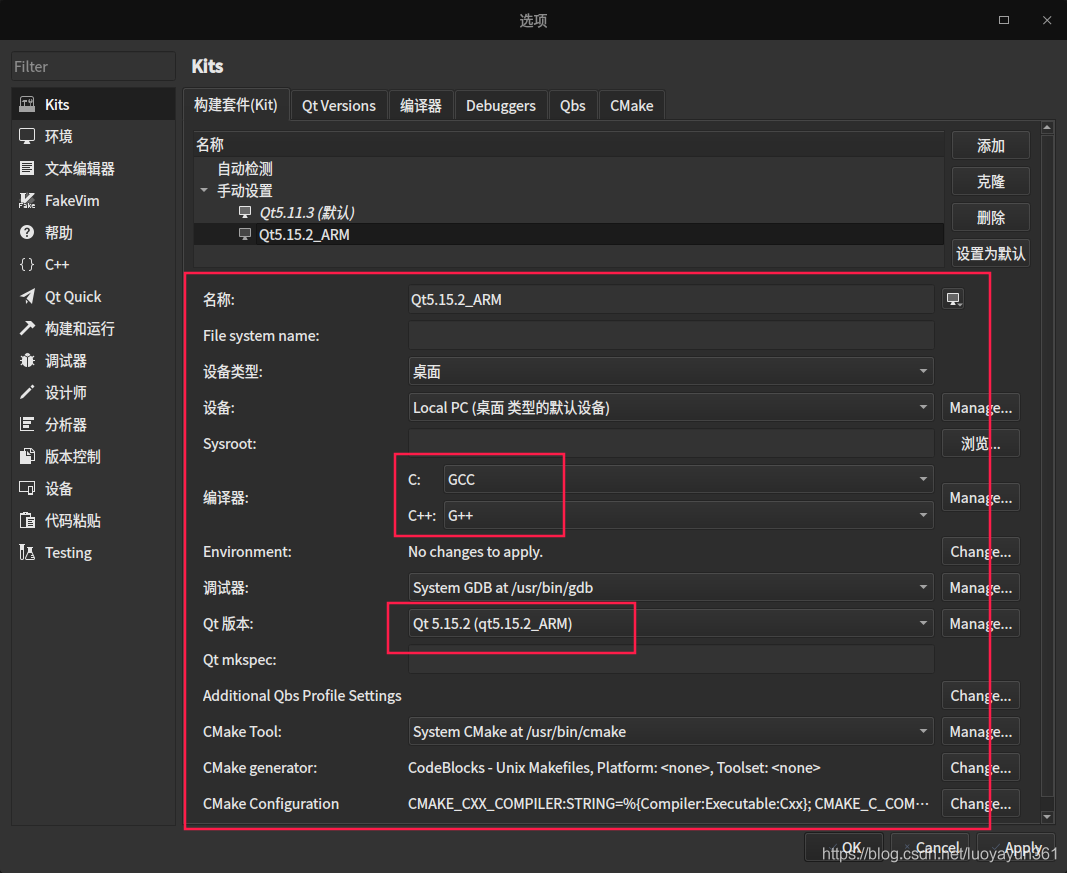 选项
Filter
Kits
环境
文本编辑器
FakeVim
帮助
C++
Qt Quick
构建和运行
调试器
设计师
分析器
版本控制
设备
代码粘贴
Testing
Kits
构建套件(Kit) Qt Versions 编译器 Debuggers Qbs CMake
名称
自动检测
手动设置
Qt5.11.3 (默认)
Qt5.15.2_ARM
添加
克隆
删除
设置为默认
名称: Qt5.15.2_ARM
File system name:
设备类型: 桌面
设备: Local PC (桌面 类型的默认设备) Manage...
Sysroot: 浏览...
编译器: C: GCC
C++: G++ Manage...
Environment: No changes to apply. Change...
调试器: System GDB at /usr/bin/gdb Manage...
Qt 版本: Qt 5.15.2 (qt5.15.2_ARM) Manage...
Qt mkspec:
Additional Qbs Profile Settings Change...
CMake Tool: System CMake at /usr/bin/cmake Manage...
CMake generator: CodeBlocks - Unix Makefiles, Platform: <none>, Toolset: <none> Change...
CMake Configuration CMAKE_CXX_COMPILER:STRING=%{Compiler:Executable:Cxx}; CMAKE_C_COM⋯ Change...
OK Cancel Apply
https://blog.csdn.net/luoyayun361